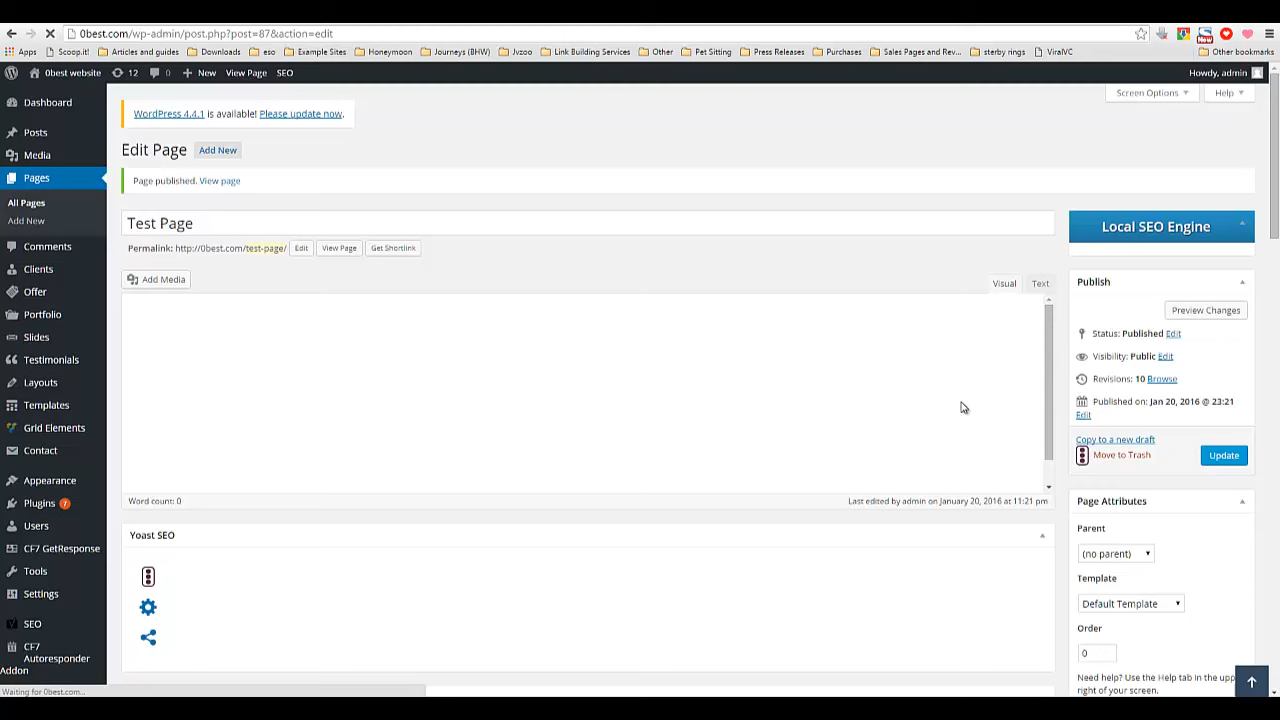 0best.com/wp-admin/post.php?post=87&action=edit
Apps Scoop.it! Articles and guides Downloads eso Example Sites Honeymoon Journeys (BHW) Jvzoo Link Building Services Other Pet Sitting Press Releases Purchases Sales Pages and Rev... sterby rings ViralVC Other bookmarks
0best website 12 0 New View Page SEO Howdy, admin
Screen Options Help
Dashboard
Posts
Media
Pages
All Pages
Add New
Comments
Clients
Offer
Portfolio
Slides
Testimonials
Layouts
Templates
Grid Elements
Contact
Appearance
Plugins 7
Users
CF7 GetResponse
Tools
Settings
SEO
CF7
Autoresponder
Addon
WordPress 4.4.1 is available! Please update now.
Edit Page Add New
Page published. View page
Test Page
Permalink: http://0best.com/test-page/ Edit View Page Get Shortlink
Add Media
Visual Text
Word count: 0 Last edited by admin on January 20, 2016 at 11:21 pm
Yoast SEO
Local SEO Engine
Publish
Preview Changes
Status: Published Edit
Visibility: Public Edit
Revisions: 10 Browse
Published on: Jan 20, 2016 @ 23:21
Edit
Copy to a new draft
Move to Trash Update
Page Attributes
Parent
(no parent)
Template
Default Template
Order
0
Need help? Use the Help tab in the upp
right of your screen.
Waiting for 0best.com...